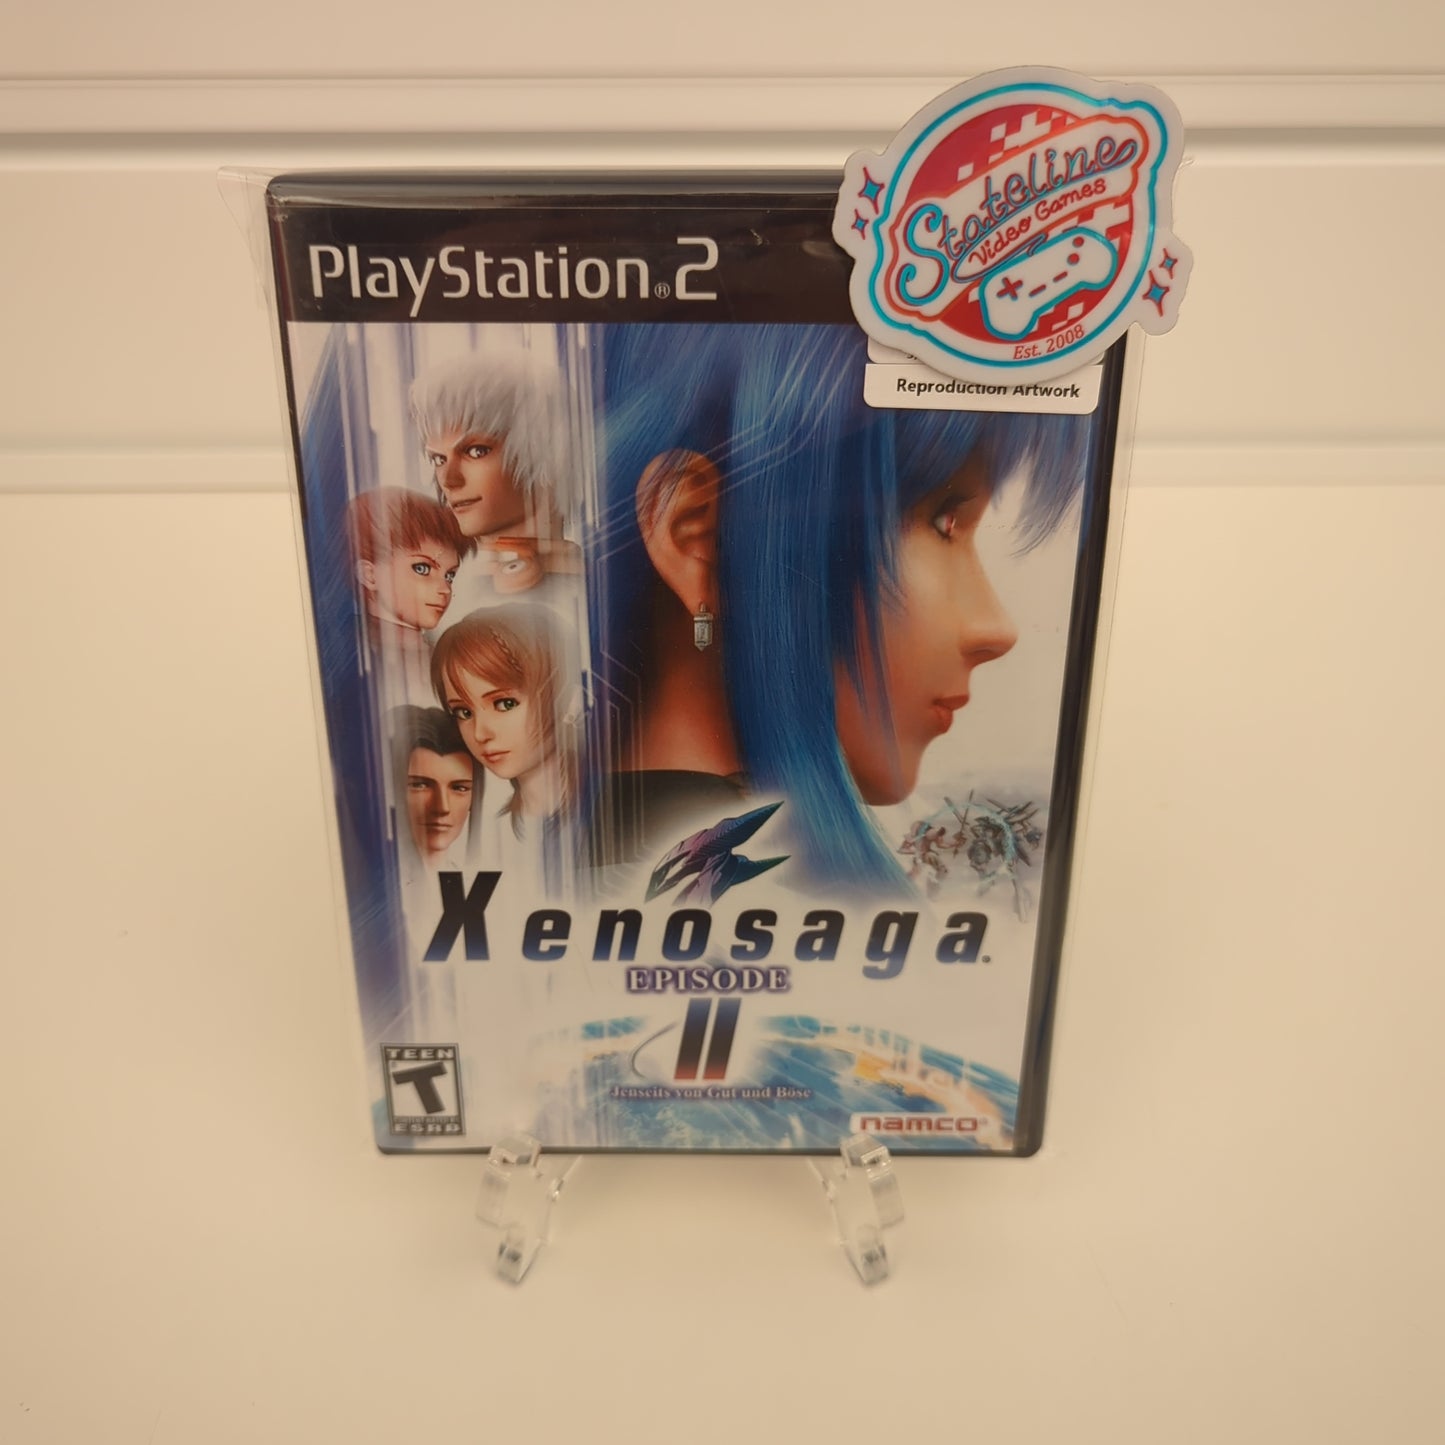 PlayStation®2
Stateline
Video Games
Est. 2008
Reproduction Artwork
Xenosaga®
EPISODE
II
Jenseits von Gut und Böse
TEEN
T
ESRB
namco®